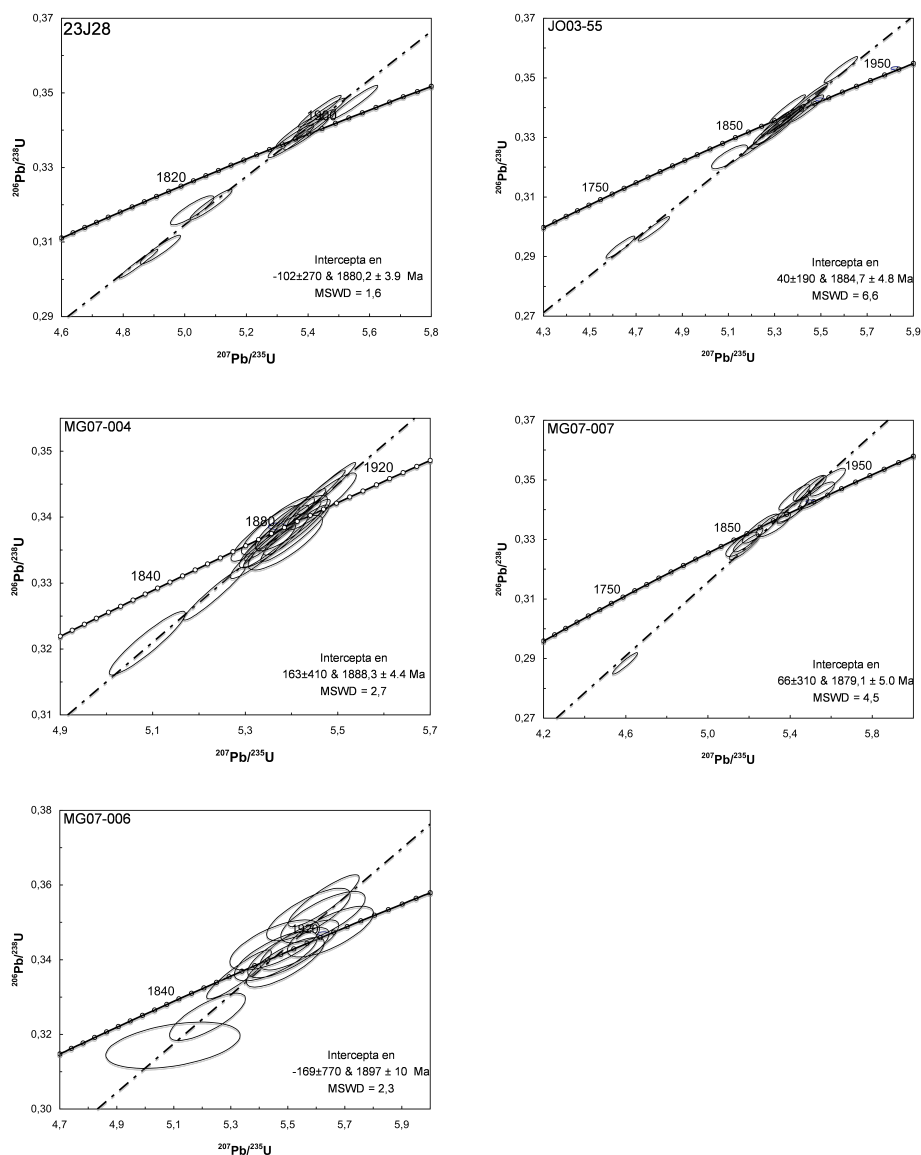 23J28
0,37
0,35
0,33
0,31
0,29
206Pb/238U
1900
1820
Intercepta en
-102±270 & 1880,2 ± 3.9 Ma
MSWD = 1,6
4,6 4,8 5,0 5,2 5,4 5,6 5,8
207Pb/235U
JO03-55
0,37
0,35
0,33
0,31
0,29
0,27
206Pb/238U
1950
1850
1750
Intercepta en
40±190 & 1884,7 ± 4.8 Ma
MSWD = 6,6
4,3 4,5 4,7 4,9 5,1 5,3 5,5 5,7 5,9
207Pb/235U
MG07-004
0,35
0,34
0,33
0,32
0,31
206Pb/238U
1920
1880
1840
Intercepta en
163±410 & 1888,3 ± 4.4 Ma
MSWD = 2,7
4,9 5,1 5,3 5,5 5,7
207Pb/235U
MG07-007
0,37
0,35
0,33
0,31
0,29
0,27
206Pb/238U
1950
1850
1750
Intercepta en
66±310 & 1879,1 ± 5.0 Ma
MSWD = 4,5
4,2 4,6 5,0 5,4 5,8
207Pb/235U
MG07-006
0,38
0,36
0,34
0,32
0,30
206Pb/238U
1920
1840
Intercepta en
-169±770 & 1897 ± 10 Ma
MSWD = 2,3
4,7 4,9 5,1 5,3 5,5 5,7 5,9
207Pb/235U